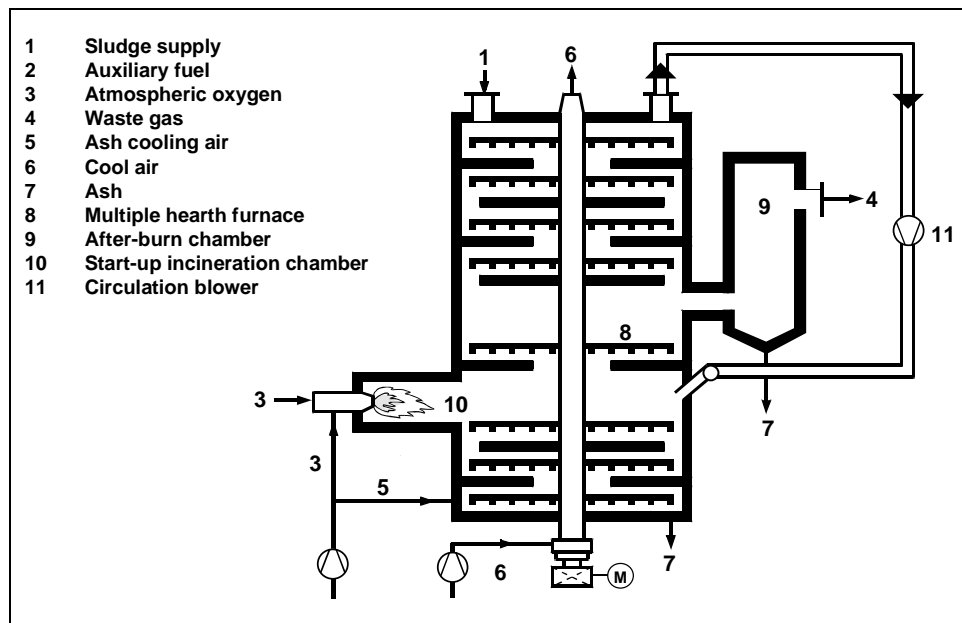 1 Sludge supply
2 Auxiliary fuel
3 Atmospheric oxygen
4 Waste gas
5 Ash cooling air
6 Cool air
7 Ash
8 Multiple hearth furnace
9 After-burn chamber
10 Start-up incineration chamber
11 Circulation blower
1
6
9
4
11
8
3
10
7
3
5
6
7
M